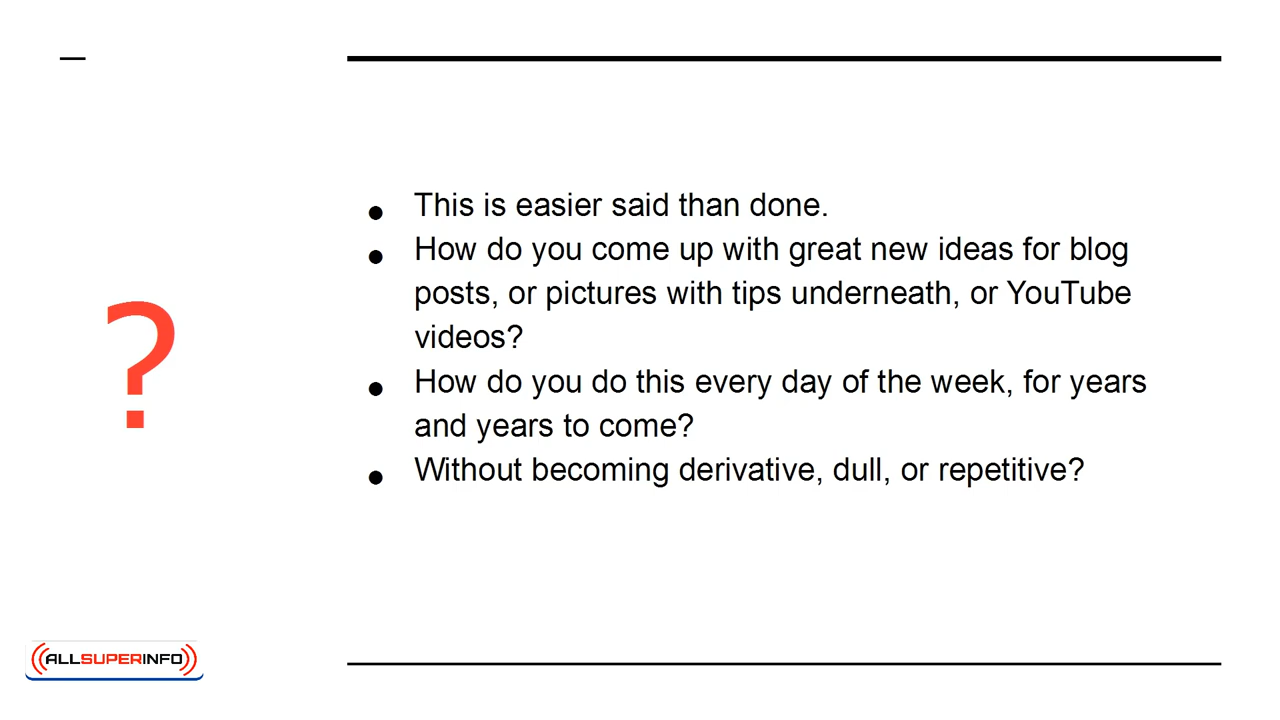 This is easier said than done.
How do you come up with great new ideas for blog
posts, or pictures with tips underneath, or YouTube
videos?
How do you do this every day of the week, for years
and years to come?
Without becoming derivative, dull, or repetitive?
?
ALLSUPERINFO